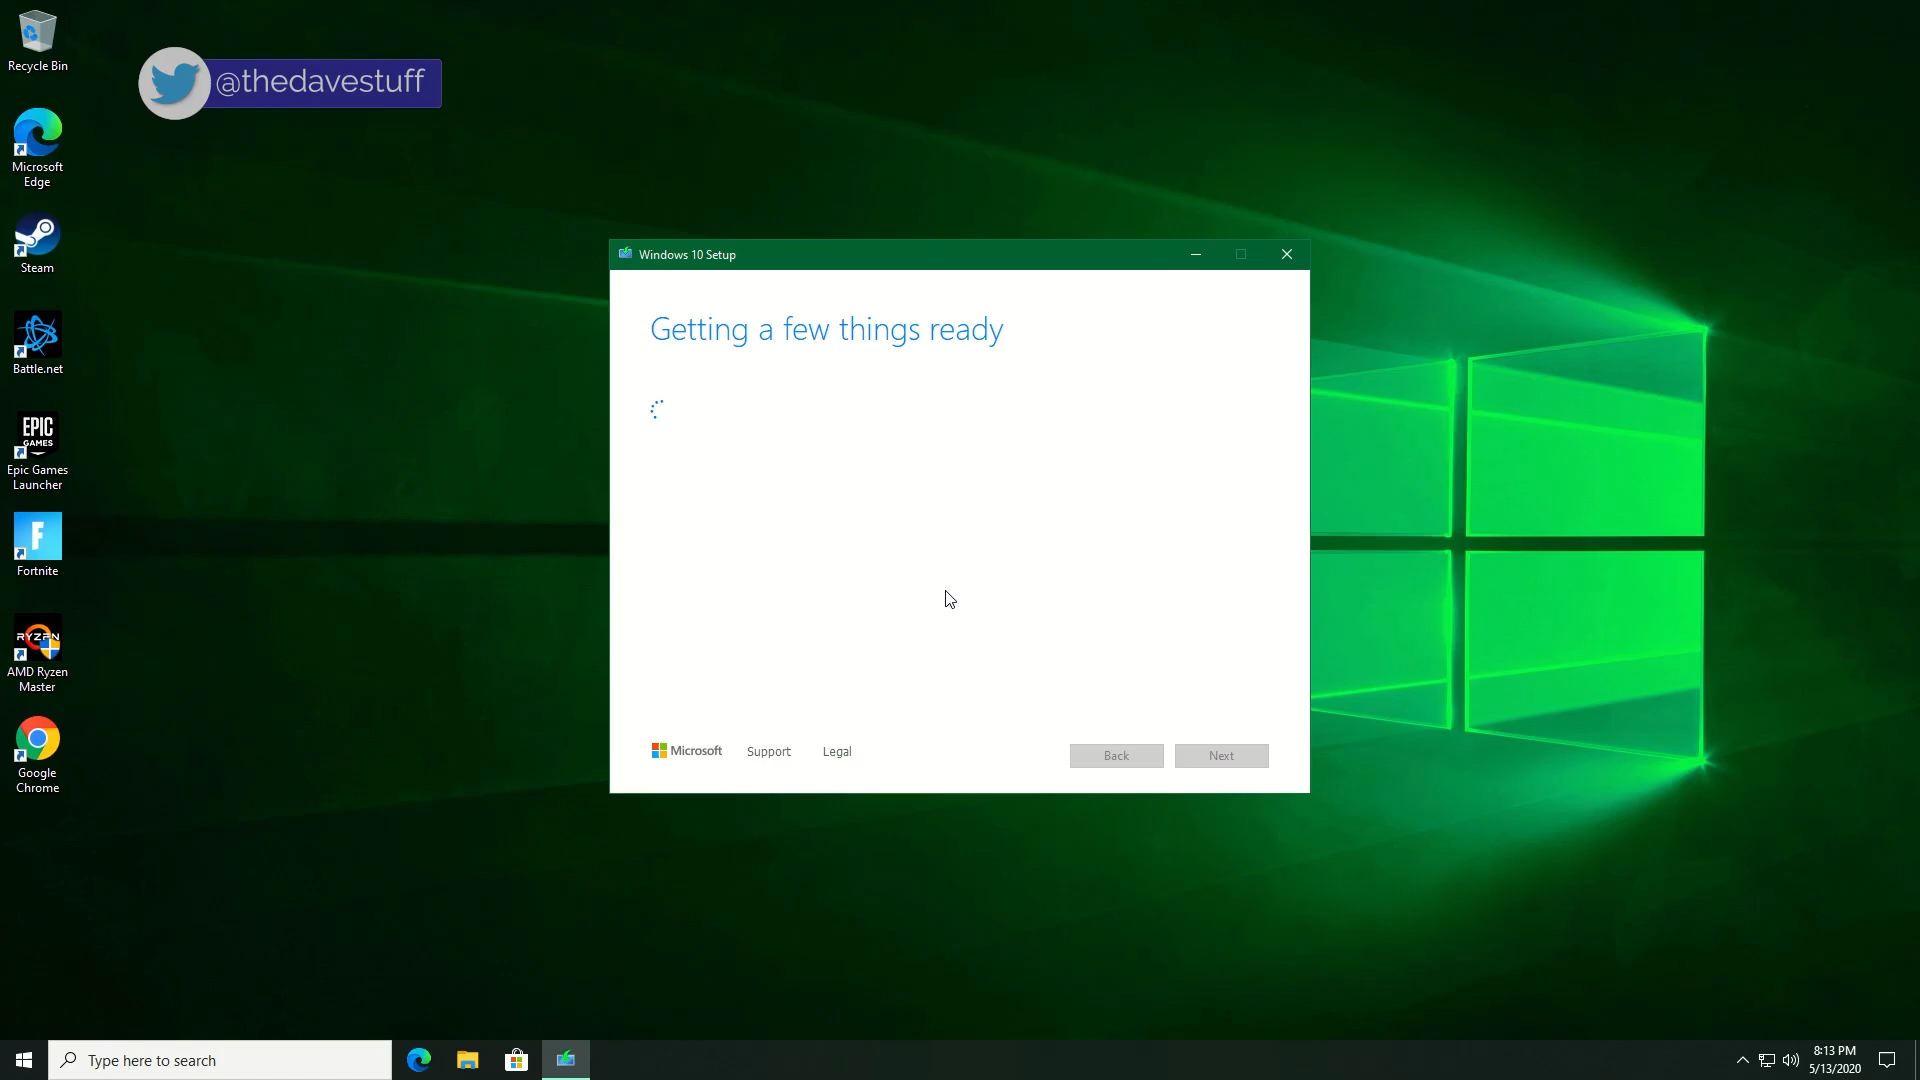 Recycle Bin
@thedavestuff
Microsoft
Edge
Steam
Battle.net
EPIC
GAMES
Epic Games
Launcher
F
Fortnite
RYZEN
AMD Ryzen
Master
Google
Chrome
Windows 10 Setup
Getting a few things ready
Microsoft
Support
Legal
Back
Next
Type here to search
8:13 PM
5/13/2020